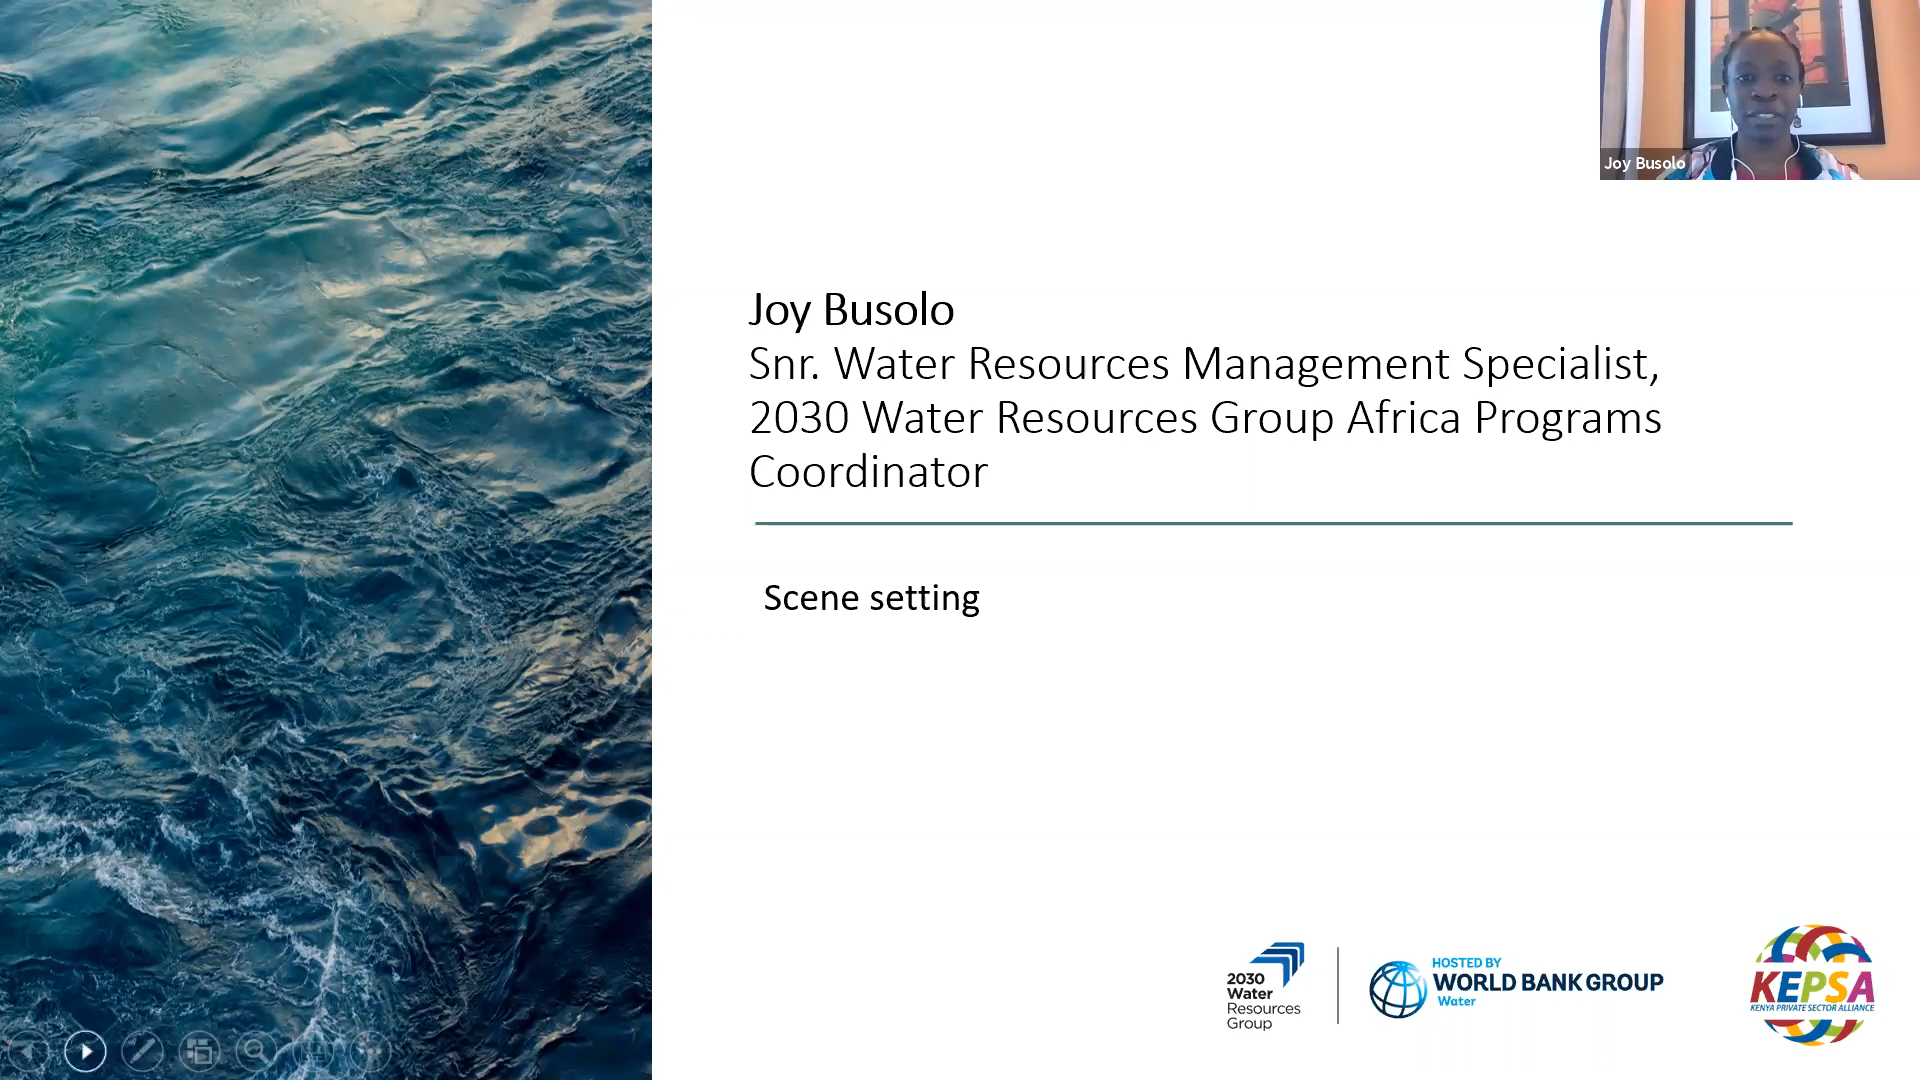 Joy Busolo
Joy Busolo
Snr. Water Resources Management Specialist,
2030 Water Resources Group Africa Programs
Coordinator
Scene setting
2030
Water
Resources
Group
HOSTED BY
WORLD BANK GROUP
Water
KEPSA
KENYA PRIVATE SECTOR ALLIANCE